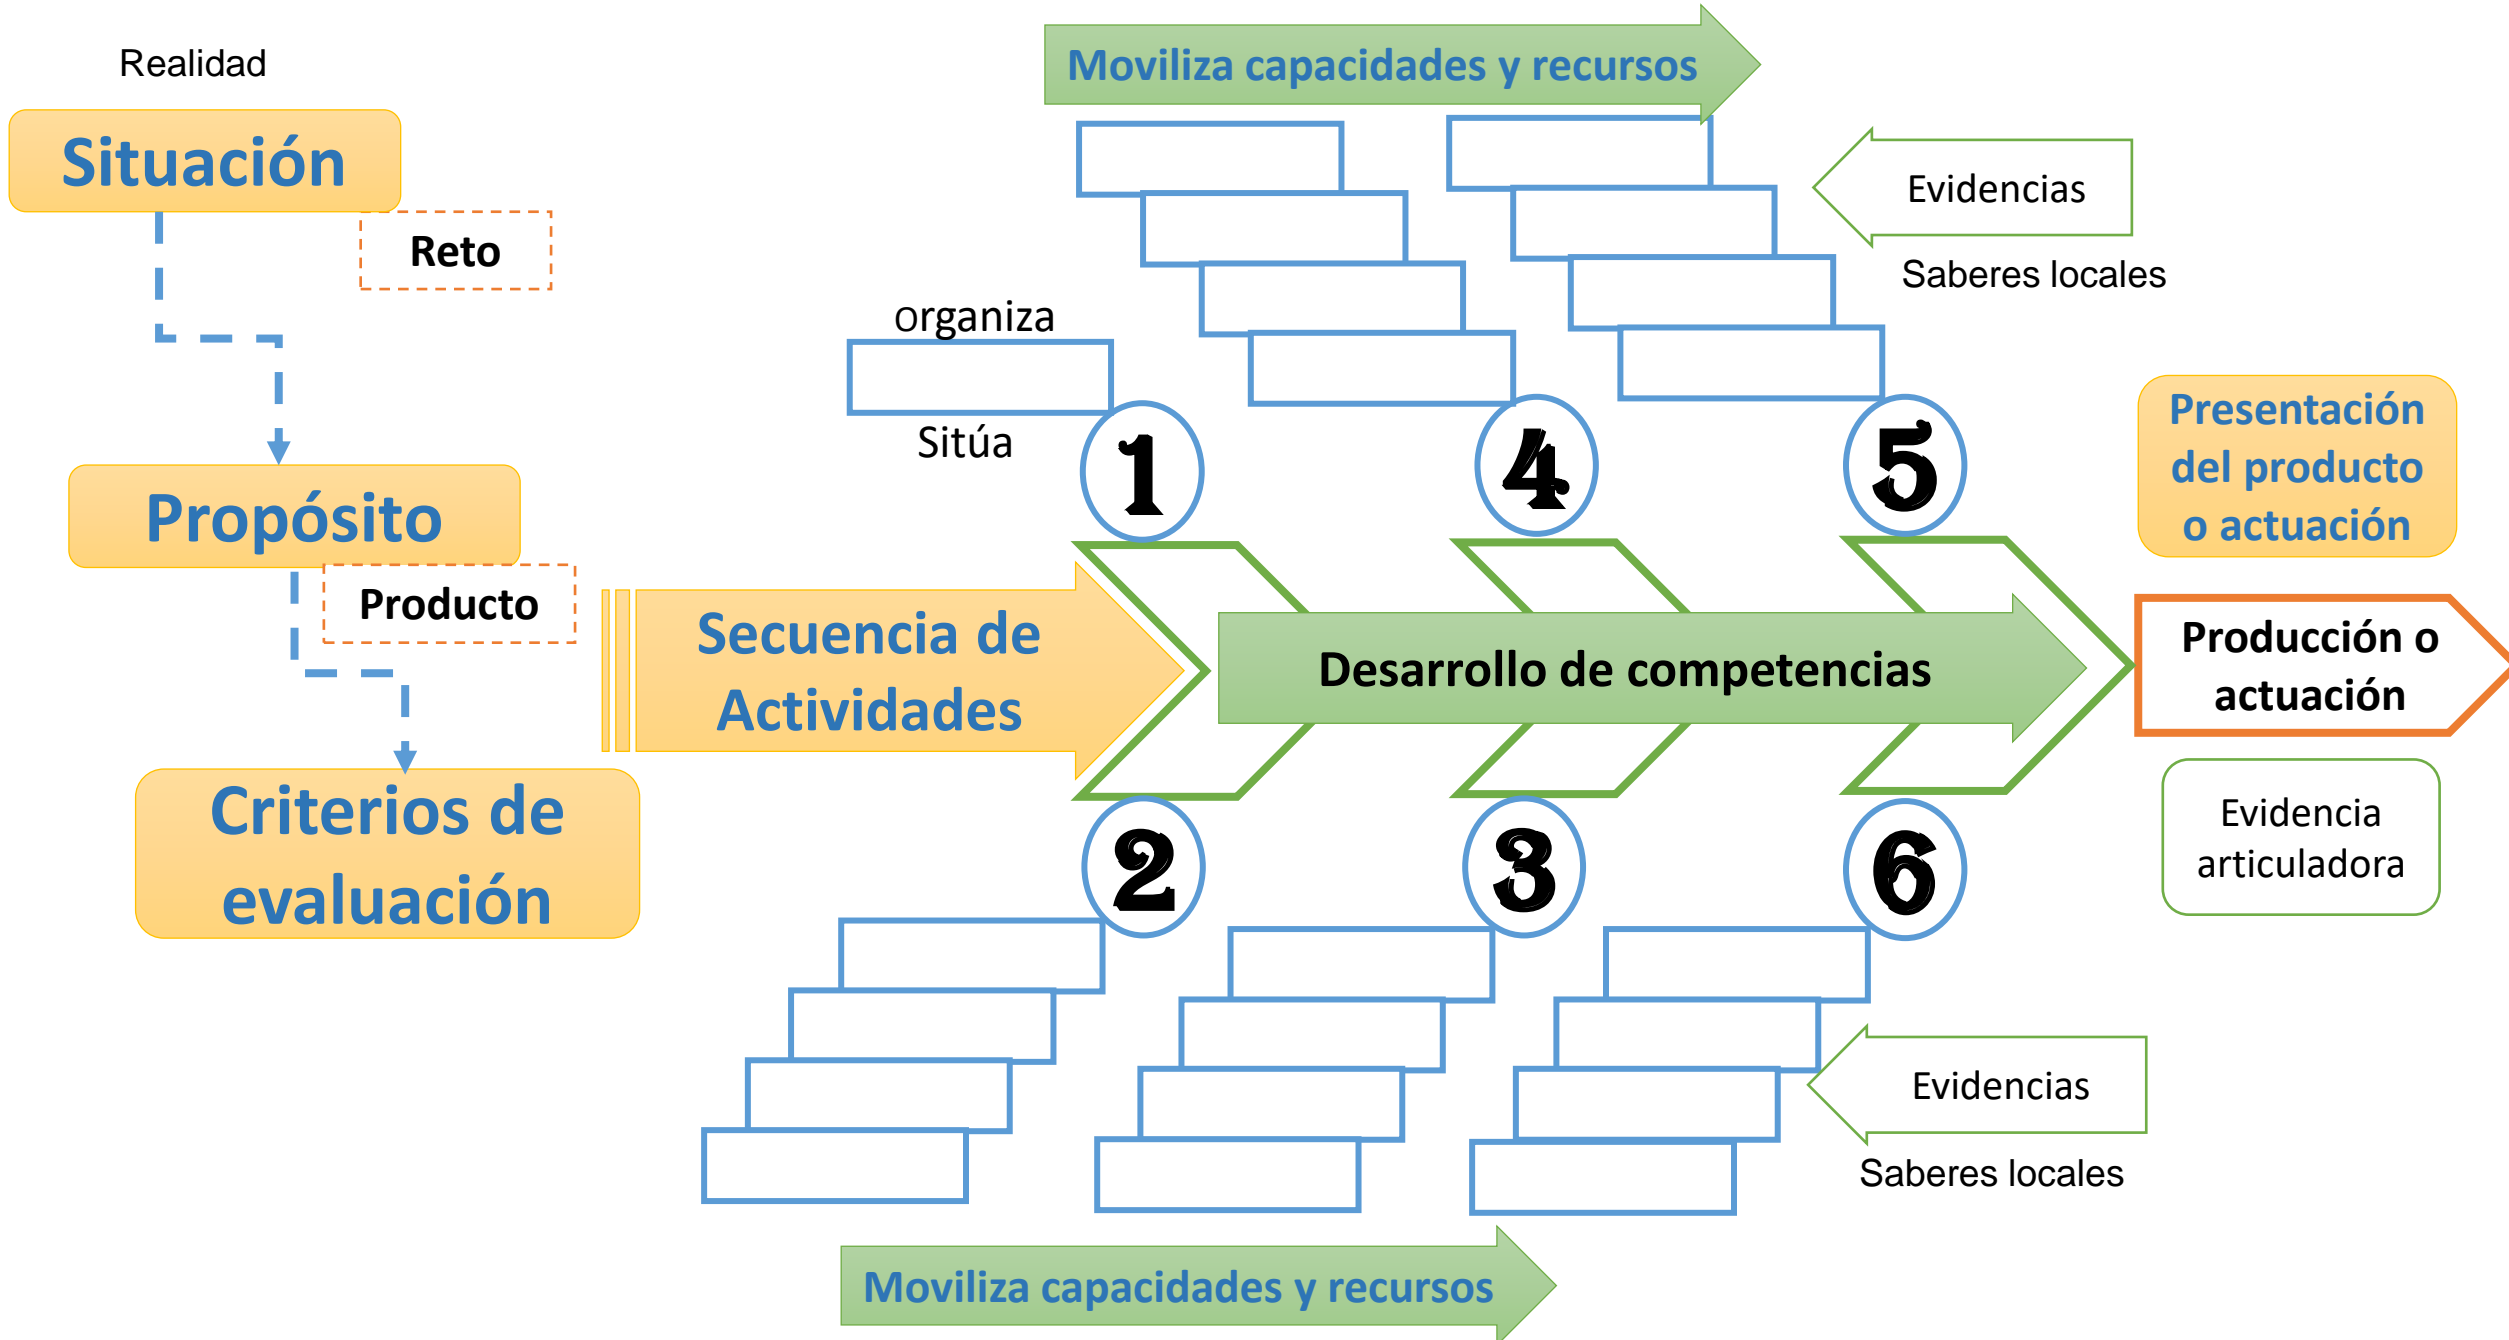 Realidad
Situación
Reto
Propósito
Producto
Criterios de
evaluación
Secuencia de
Actividades
Moviliza capacidades y recursos
organiza
Sitúa
1
4
5
Evidencias
Saberes locales
Desarrollo de competencias
2
3
6
Evidencias
Saberes locales
Moviliza capacidades y recursos
Presentación
del producto
o actuación
Producción o
actuación
Evidencia
articuladora